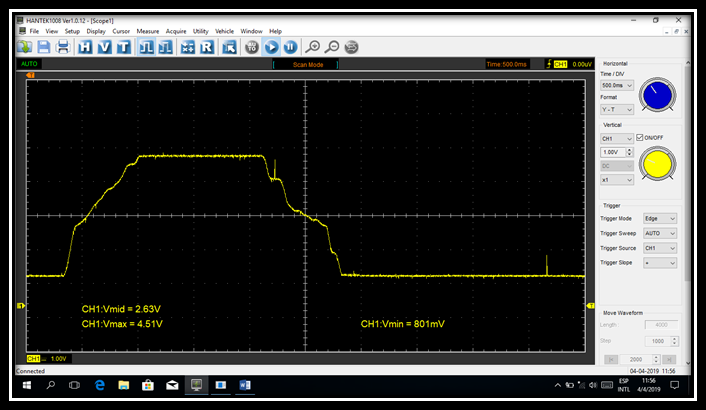 HANTEK1008 Ver1.0.12 - [Scope1]
File View Setup Display Cursor Measure Acquire Utility Vehicle Window Help
H V T R
AUTO [ Scan Mode ] Time:500.0ms CH1 0.00uV
T
CH1:Vmid = 2.63V
CH1:Vmax = 4.51V CH1:Vmin = 801mV
1
T
CH1 1.00V
Horizontal
Time / DIV
500.0ms
Format
Y - T
Vertical
CH1 ON/OFF
1.00V
DC
x1
Trigger
Trigger Mode Edge
Trigger Sweep AUTO
Trigger Source CH1
Trigger Slope +
Move Waveform
Length: 4000
Step 1000
2000
Connected 04-04-2019 11:56
ESP 11:56
INTL 4/4/2019